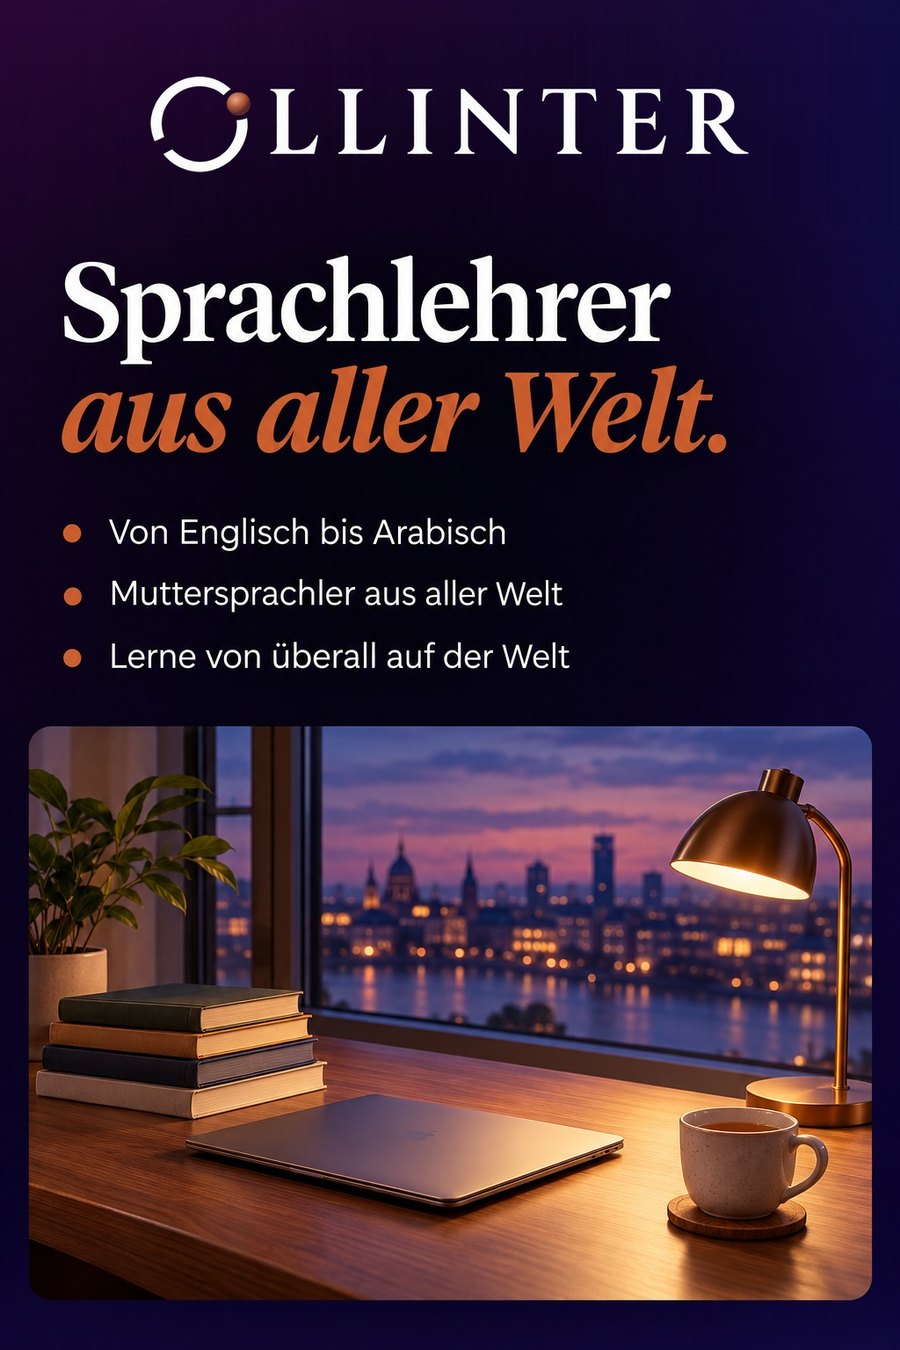 OLLINTER
Sprachlehrer
aus aller Welt.
Von Englisch bis Arabisch
Muttersprachler aus aller Welt
Lerne von überall auf der Welt